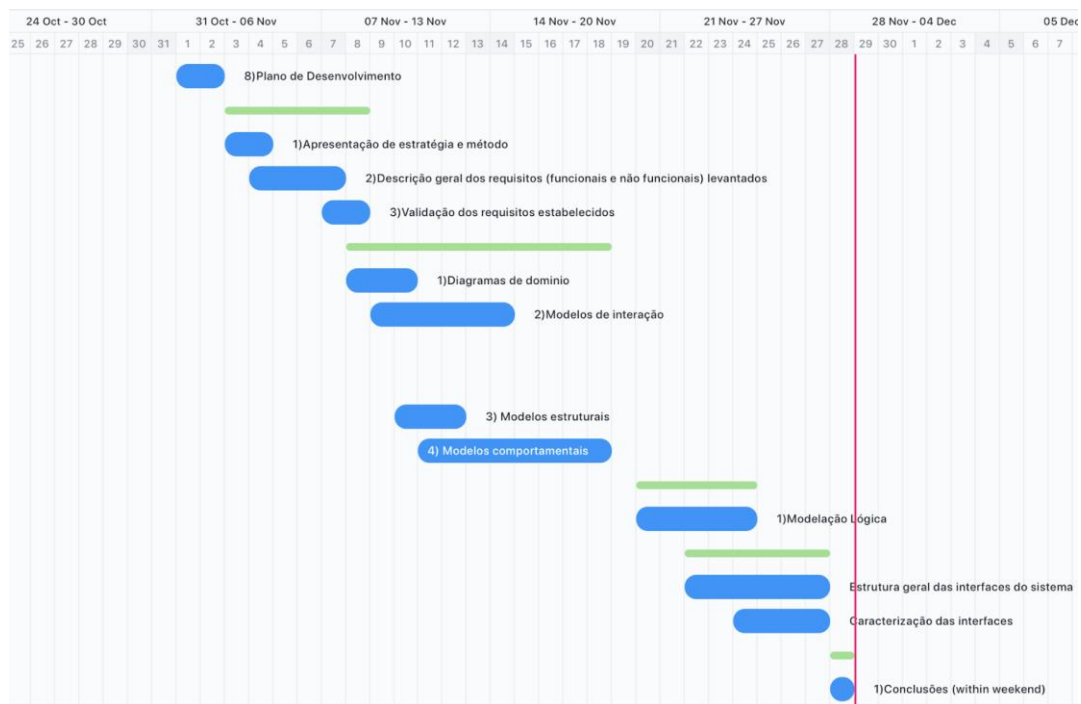 24 Oct - 30 Oct 31 Oct - 06 Nov 07 Nov - 13 Nov 14 Nov - 20 Nov 21 Nov - 27 Nov 28 Nov - 04 Dec 05 Dec
25 26 27 28 29 30 31 1 2 3 4 5 6 7 8 9 10 11 12 13 14 15 16 17 18 19 20 21 22 23 24 25 26 27 28 29 30 1 2 3 4 5 6 7
8)Plano de Desenvolvimento
1)Apresentação de estratégia e método
2)Descrição geral dos requisitos (funcionais e não funcionais) levantados
3)Validação dos requisitos estabelecidos
1)Diagramas de dominio
2)Modelos de interação
3) Modelos estruturais
4) Modelos comportamentais
1)Modelação Lógica
Estrutura geral das interfaces do sistema
Caracterização das interfaces
1)Conclusões (within weekend)